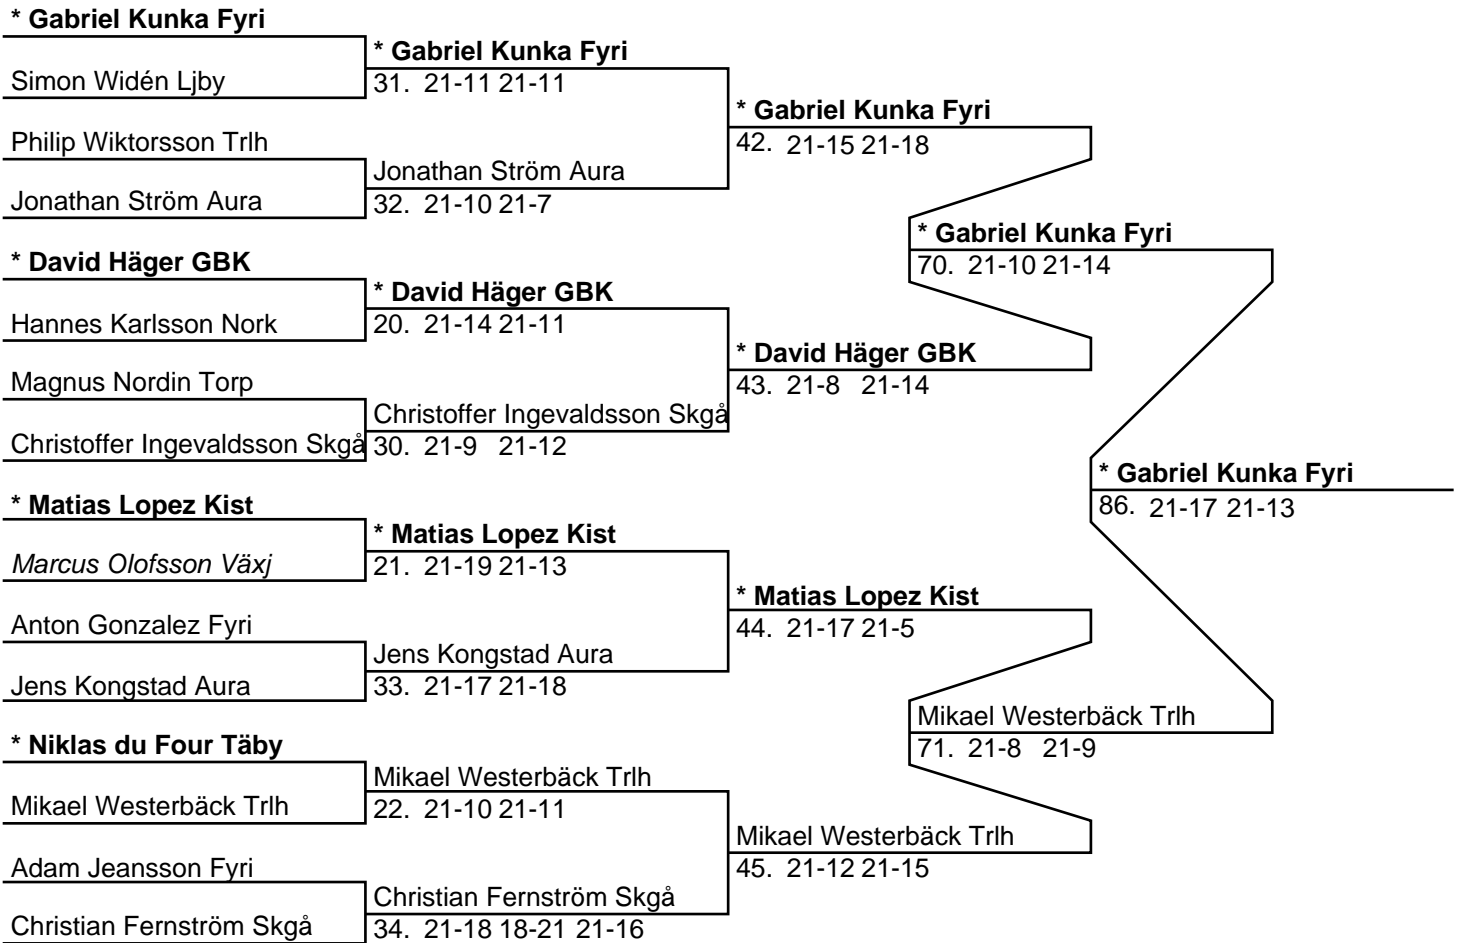 * Gabriel Kunka Fyri
* Gabriel Kunka Fyri
Simon Widén Ljby
31. 21-11 21-11
* Gabriel Kunka Fyri
Philip Wiktorsson Trlh
42. 21-15 21-18
Jonathan Ström Aura
Jonathan Ström Aura
32. 21-10 21-7
* Gabriel Kunka Fyri
* David Häger GBK
70. 21-10 21-14
* David Häger GBK
Hannes Karlsson Nork
20. 21-14 21-11
* David Häger GBK
Magnus Nordin Torp
43. 21-8 21-14
Christoffer Ingevaldsson Skgå
Christoffer Ingevaldsson Skgå
30. 21-9 21-12
* Gabriel Kunka Fyri
* Matias Lopez Kist
86. 21-17 21-13
* Matias Lopez Kist
Marcus Olofsson Växj
21. 21-19 21-13
* Matias Lopez Kist
Anton Gonzalez Fyri
44. 21-17 21-5
Jens Kongstad Aura
Jens Kongstad Aura
33. 21-17 21-18
Mikael Westerbäck Trlh
* Niklas du Four Täby
71. 21-8 21-9
Mikael Westerbäck Trlh
Mikael Westerbäck Trlh
22. 21-10 21-11
Mikael Westerbäck Trlh
Adam Jeansson Fyri
45. 21-12 21-15
Christian Fernström Skgå
Christian Fernström Skgå
34. 21-18 18-21 21-16